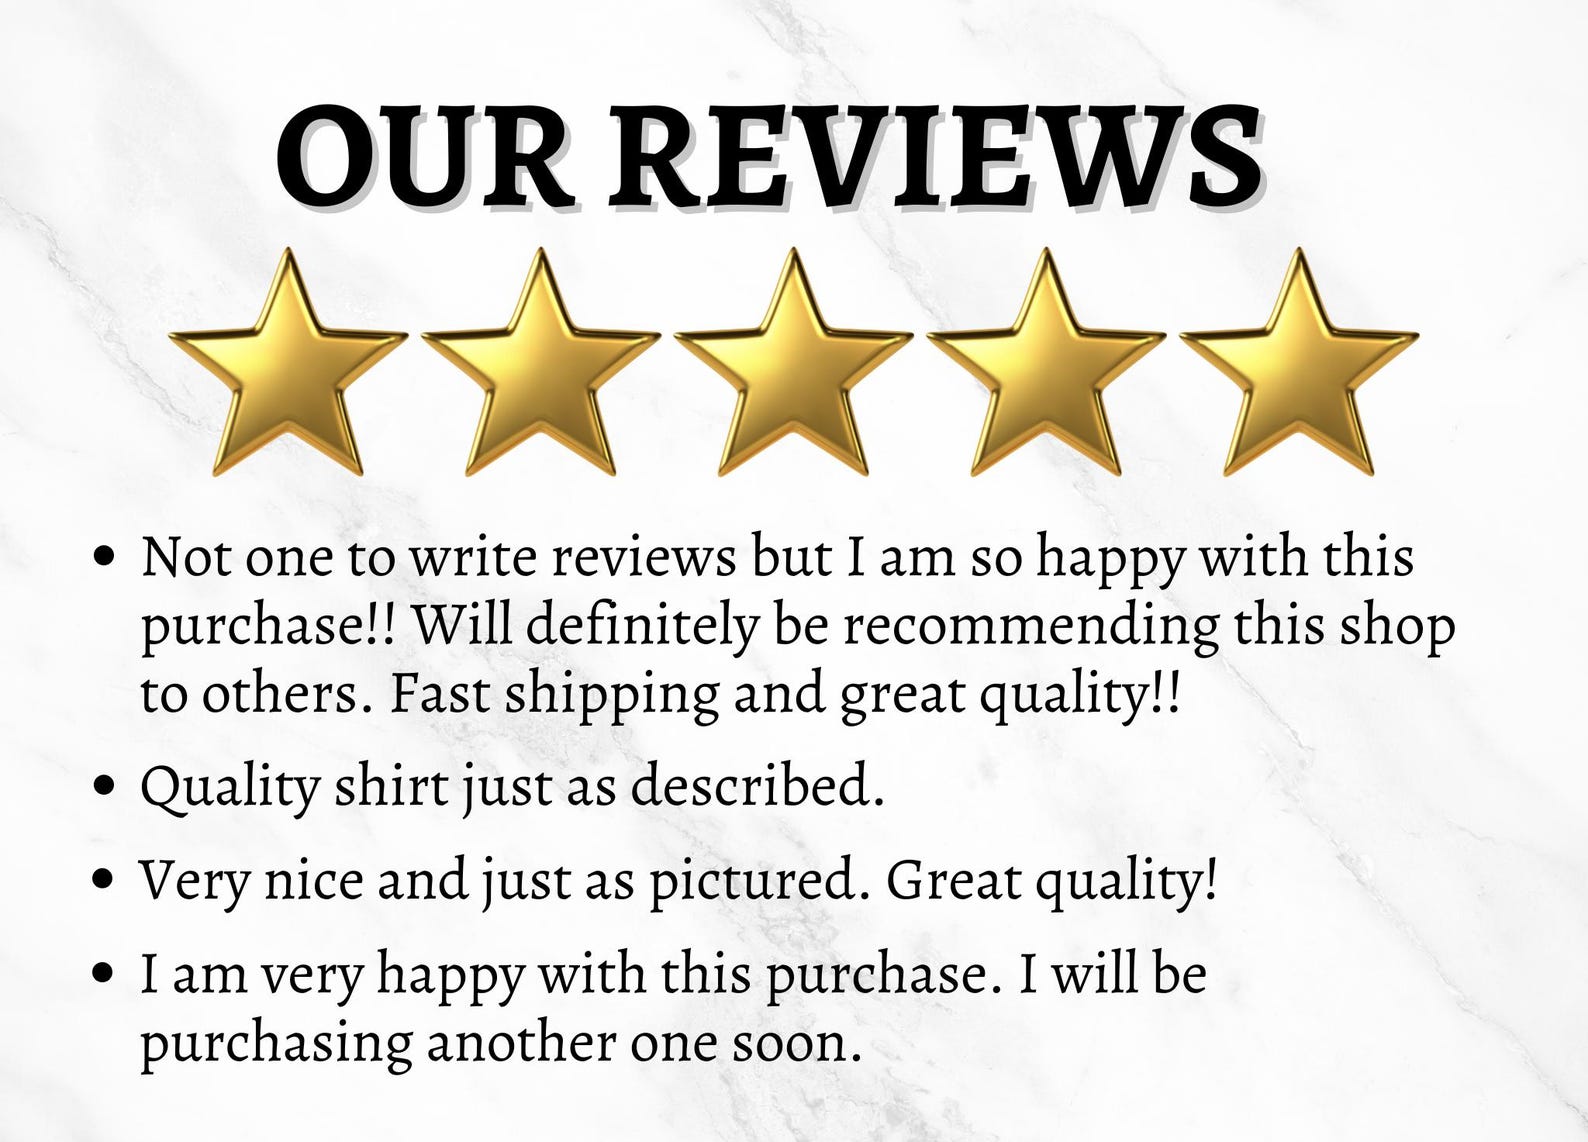 OUR REVIEWS
• Not one to write reviews but I am so happy with this
purchase!! Will definitely be recommending this shop
to others. Fast shipping and great quality!!
• Quality shirt just as described.
• Very nice and just as pictured. Great quality!
• I am very happy with this purchase. I will be
purchasing another one soon.